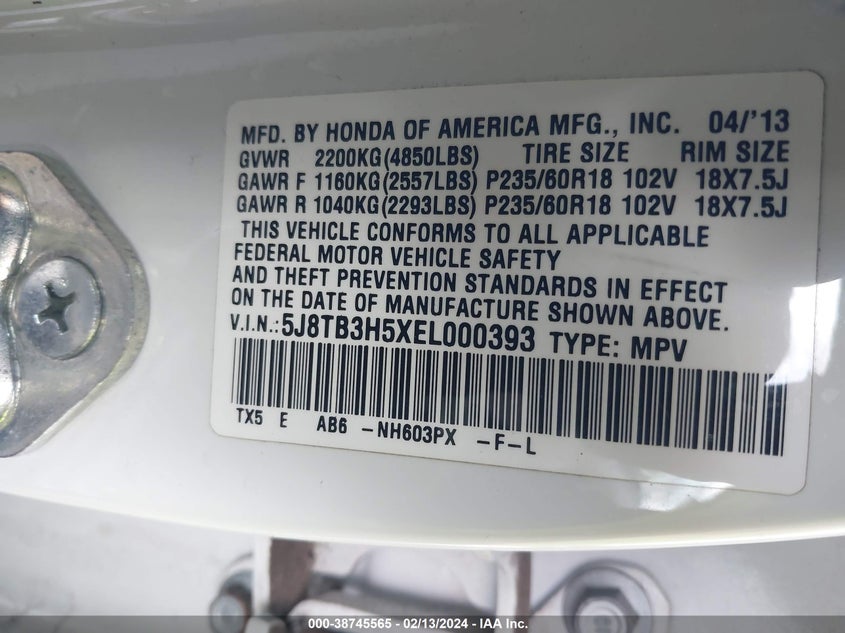 MFD. BY HONDA OF AMERICA MFG., INC. 04/'13
GVWR 2200KG(4850LBS) TIRE SIZE RIM SIZE
GAWR F 1160KG(2557LBS) P235/60R18 102V 18X7.5J
GAWR R 1040KG(2293LBS) P235/60R18 102V 18X7.5J
THIS VEHICLE CONFORMS TO ALL APPLICABLE
FEDERAL MOTOR VEHICLE SAFETY
AND THEFT PREVENTION STANDARDS IN EFFECT
ON THE DATE OF MANUFACTURE SHOWN ABOVE.
V.I.N.:5J8TB3H5XEL000393 TYPE: MPV
TX5 E AB6 -NH603PX -F-L
000-38745565 - 02/13/2024 - IAA Inc.